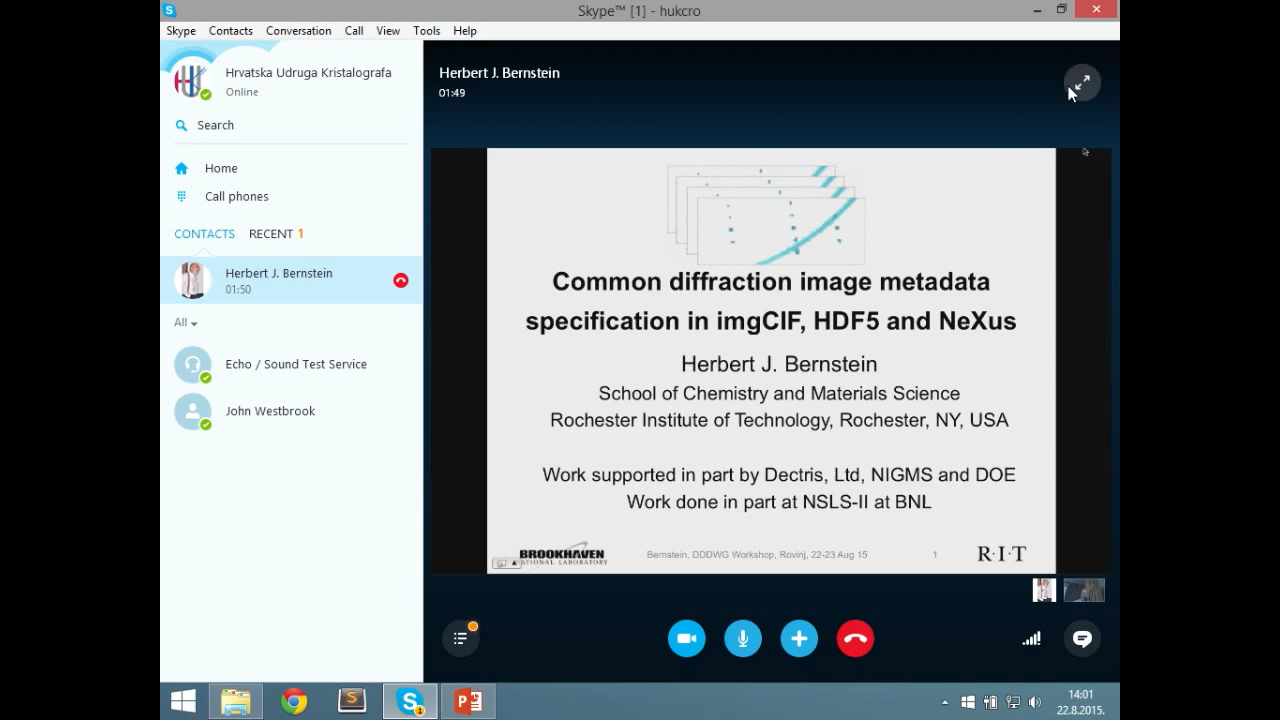 Skype™ [1] - hukcro
Skype Contacts Conversation Call View Tools Help
Hrvatska Udruga Kristalografa
Online
Search
Home
Call phones
CONTACTS RECENT 1
Herbert J. Bernstein
01:50
All
Echo / Sound Test Service
John Westbrook
Herbert J. Bernstein
01:49
Common diffraction image metadata
specification in imgCIF, HDF5 and NeXus
Herbert J. Bernstein
School of Chemistry and Materials Science
Rochester Institute of Technology, Rochester, NY, USA
Work supported in part by Dectris, Ltd, NIGMS and DOE
Work done in part at NSLS-II at BNL
BROOKHAVEN
NATIONAL LABORATORY
Bernstein, DDDWG Workshop, Rovinj, 22-23 Aug 15
1
R·I·T
14:01
22.8.2015.